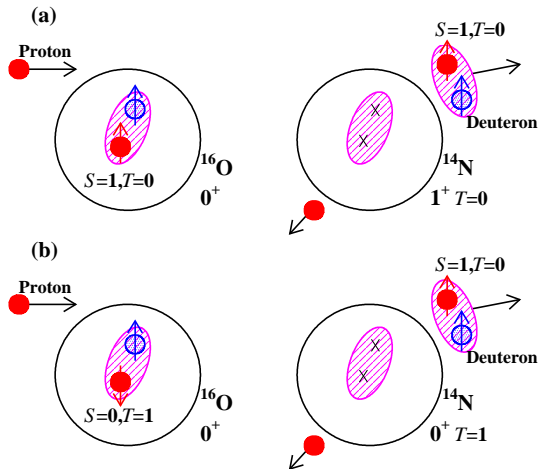 (a)
Proton
S=1,T=0
¹⁶O
0⁺
S=1,T=0
Deuteron
¹⁴N
1⁺ T=0
(b)
Proton
S=0,T=1
¹⁶O
0⁺
S=1,T=0
Deuteron
¹⁴N
0⁺ T=1